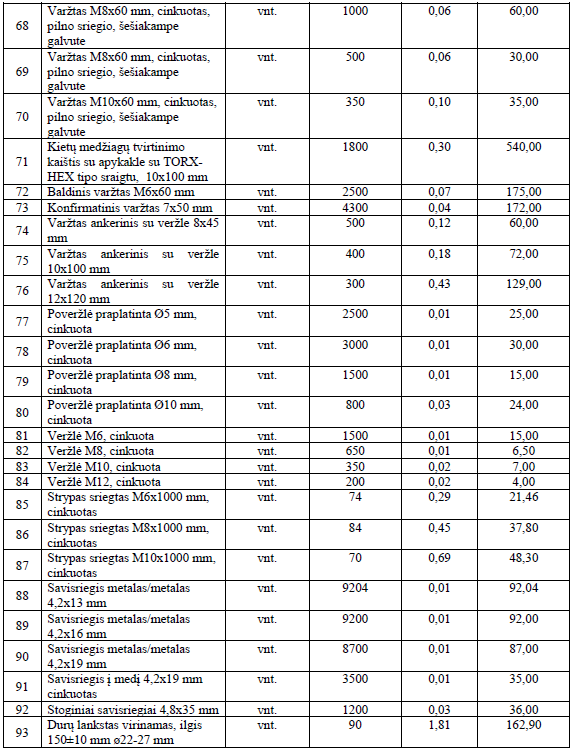 68 Varžtas M8x60 mm, cinkuotas, vnt. 1000 0,06 60,00
pilno sriegio, šešiakampe
galvute
69 Varžtas M8x60 mm, cinkuotas, vnt. 500 0,06 30,00
pilno sriegio, šešiakampe
galvute
70 Varžtas M10x60 mm, cinkuotas, vnt. 350 0,10 35,00
pilno sriegio, šešiakampe
galvute
71 Kietų medžiagų tvirtinimo vnt. 1800 0,30 540,00
kaištis su apykakle su TORX-
HEX tipo sraigtu, 10x100 mm
72 Baldinis varžtas M6x60 mm vnt. 2500 0,07 175,00
73 Konfirmatinis varžtas 7x50 mm vnt. 4300 0,04 172,00
74 Varžtas ankerinis su veržle 8x45 vnt. 500 0,12 60,00
mm
75 Varžtas ankerinis su veržle vnt. 400 0,18 72,00
10x100 mm
76 Varžtas ankerinis su veržle vnt. 300 0,43 129,00
12x120 mm
77 Poveržlė praplatinta Ø5 mm, vnt. 2500 0,01 25,00
cinkuota
78 Poveržlė praplatinta Ø6 mm, vnt. 3000 0,01 30,00
cinkuota
79 Poveržlė praplatinta Ø8 mm, vnt. 1500 0,01 15,00
cinkuota
80 Poveržlė praplatinta Ø10 mm, vnt. 800 0,03 24,00
cinkuota
81 Veržlė M6, cinkuota vnt. 1500 0,01 15,00
82 Veržlė M8, cinkuota vnt. 650 0,01 6,50
83 Veržlė M10, cinkuota vnt. 350 0,02 7,00
84 Veržlė M12, cinkuota vnt. 200 0,02 4,00
85 Strypas sriegtas M6x1000 mm, vnt. 74 0,29 21,46
cinkuotas
86 Strypas sriegtas M8x1000 mm, vnt. 84 0,45 37,80
cinkuotas
87 Strypas sriegtas M10x1000 mm, vnt. 70 0,69 48,30
cinkuotas
88 Savisriegis metalas/metalas vnt. 9204 0,01 92,04
4,2x13 mm
89 Savisriegis metalas/metalas vnt. 9200 0,01 92,00
4,2x16 mm
90 Savisriegis metalas/metalas vnt. 8700 0,01 87,00
4,2x19 mm
91 Savisriegis į medį 4,2x19 mm vnt. 3500 0,01 35,00
cinkuotas
92 Stoginiai savisriegiai 4,8x35 mm vnt. 1200 0,03 36,00
93 Durų lankstas virinamas, ilgis vnt. 90 1,81 162,90
150±10 mm ø22-27 mm